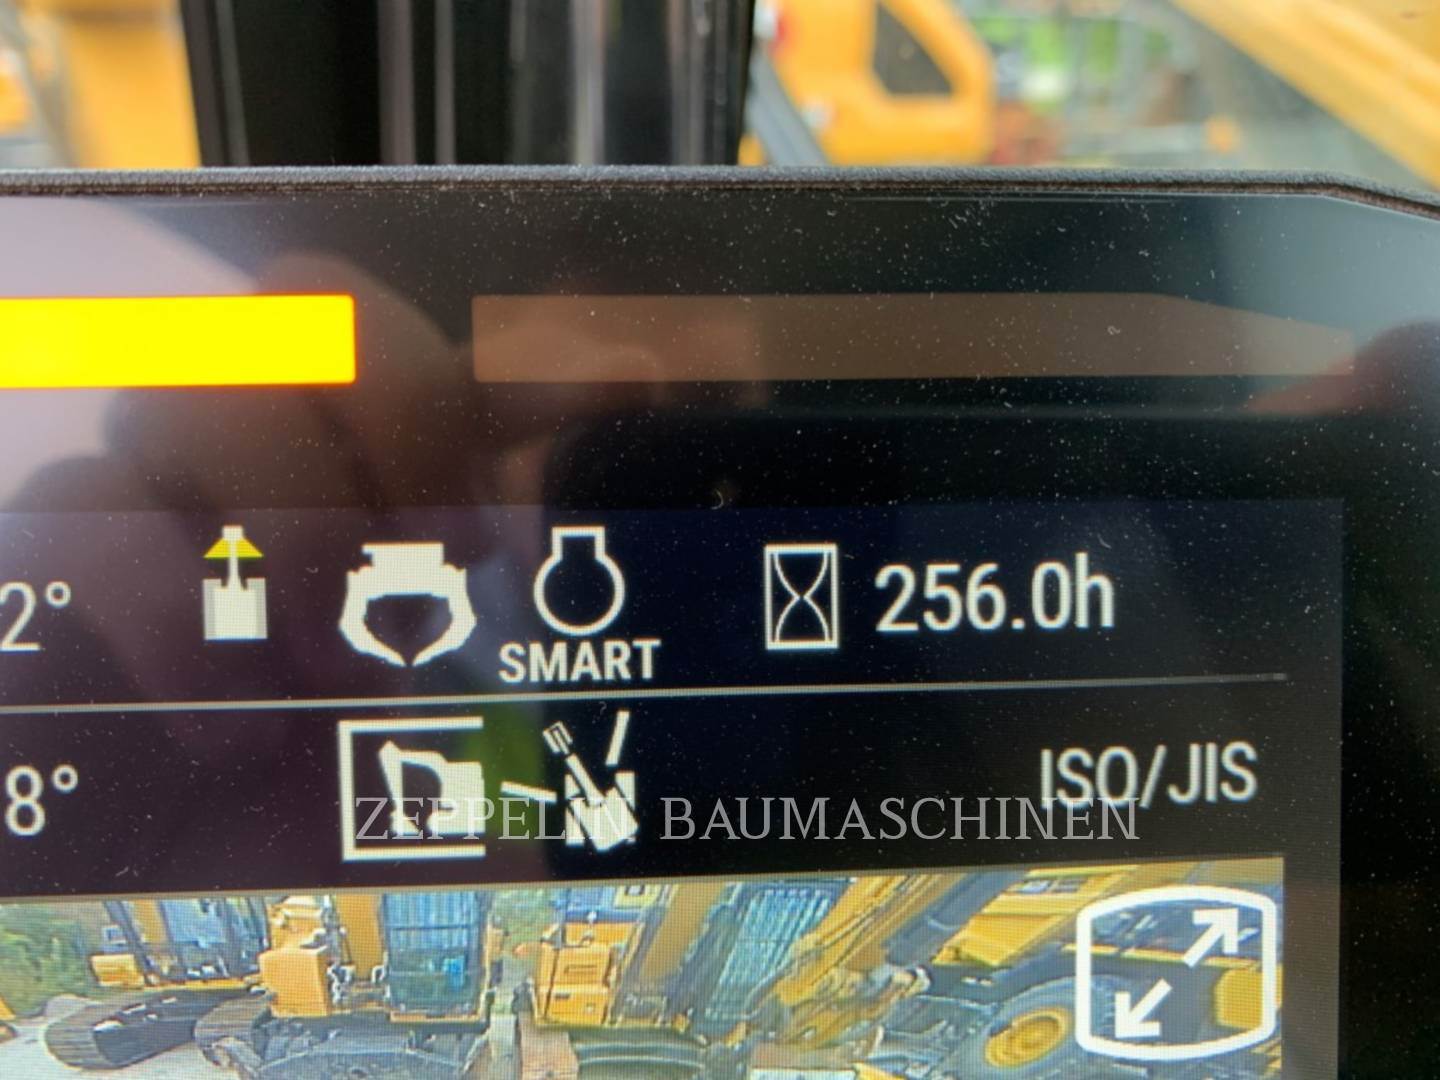 2° SMART 256.0h
8° ISO/JIS
ZEPPELIN BAUMASCHINEN